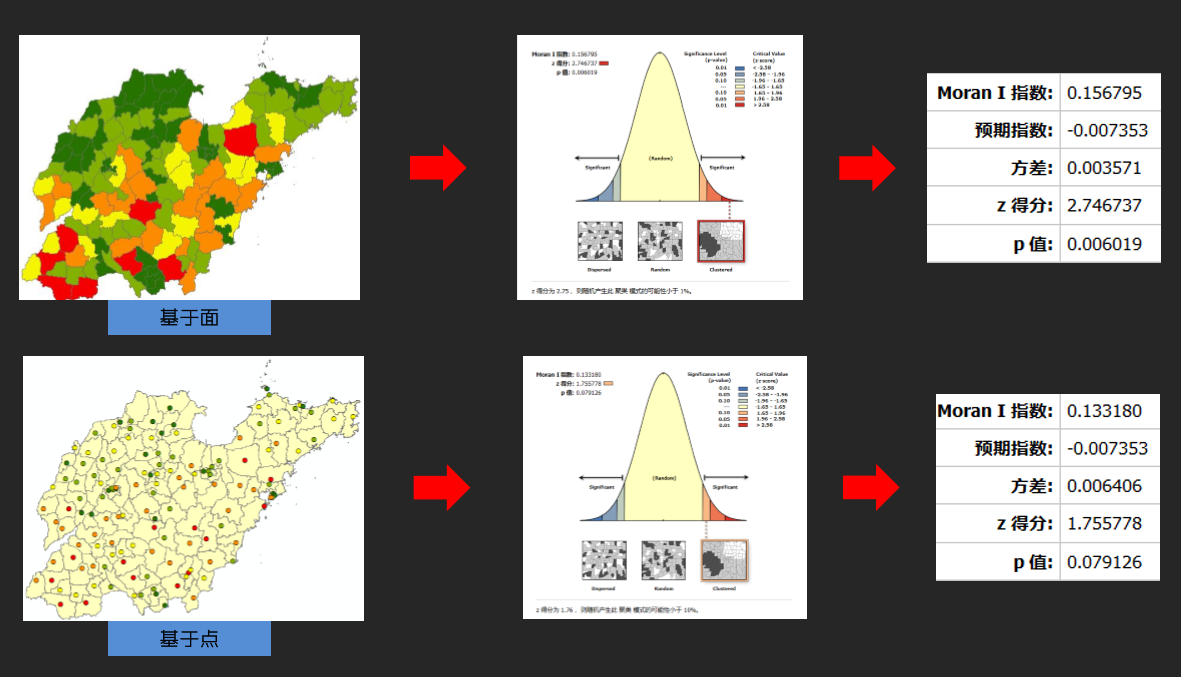 Moran I 指数: 0.156795
z 得分: 2.746737
p 值: 0.006019
Significance Level
(p-value)
Critical Value
(z-score)
0.01 < -2.58
0.05 -2.58 - -1.96
0.10 -1.96 - -1.65
--- -1.65 - 1.65
0.10 1.65 - 1.96
0.05 1.96 - 2.58
0.01 > 2.58
Significant
(Random)
Significant
Dispersed
Random
Clustered
z 得分为 2.75， 则随机产生此 聚类 模式的可能性小于 1%。
Moran I 指数: 0.156795
预期指数: -0.007353
方差: 0.003571
z 得分: 2.746737
p 值: 0.006019
基于面
Moran I 指数: 0.133180
z 得分: 1.755778
p 值: 0.079126
Significance Level
(p-value)
Critical Value
(z-score)
0.01 < -2.58
0.05 -2.58 - -1.96
0.10 -1.96 - -1.65
--- -1.65 - 1.65
0.10 1.65 - 1.96
0.05 1.96 - 2.58
0.01 > 2.58
Significant
(Random)
Significant
Dispersed
Random
Clustered
z 得分为 1.76， 则随机产生此 聚类 模式的可能性小于 10%。
Moran I 指数: 0.133180
预期指数: -0.007353
方差: 0.006406
z 得分: 1.755778
p 值: 0.079126
基于点